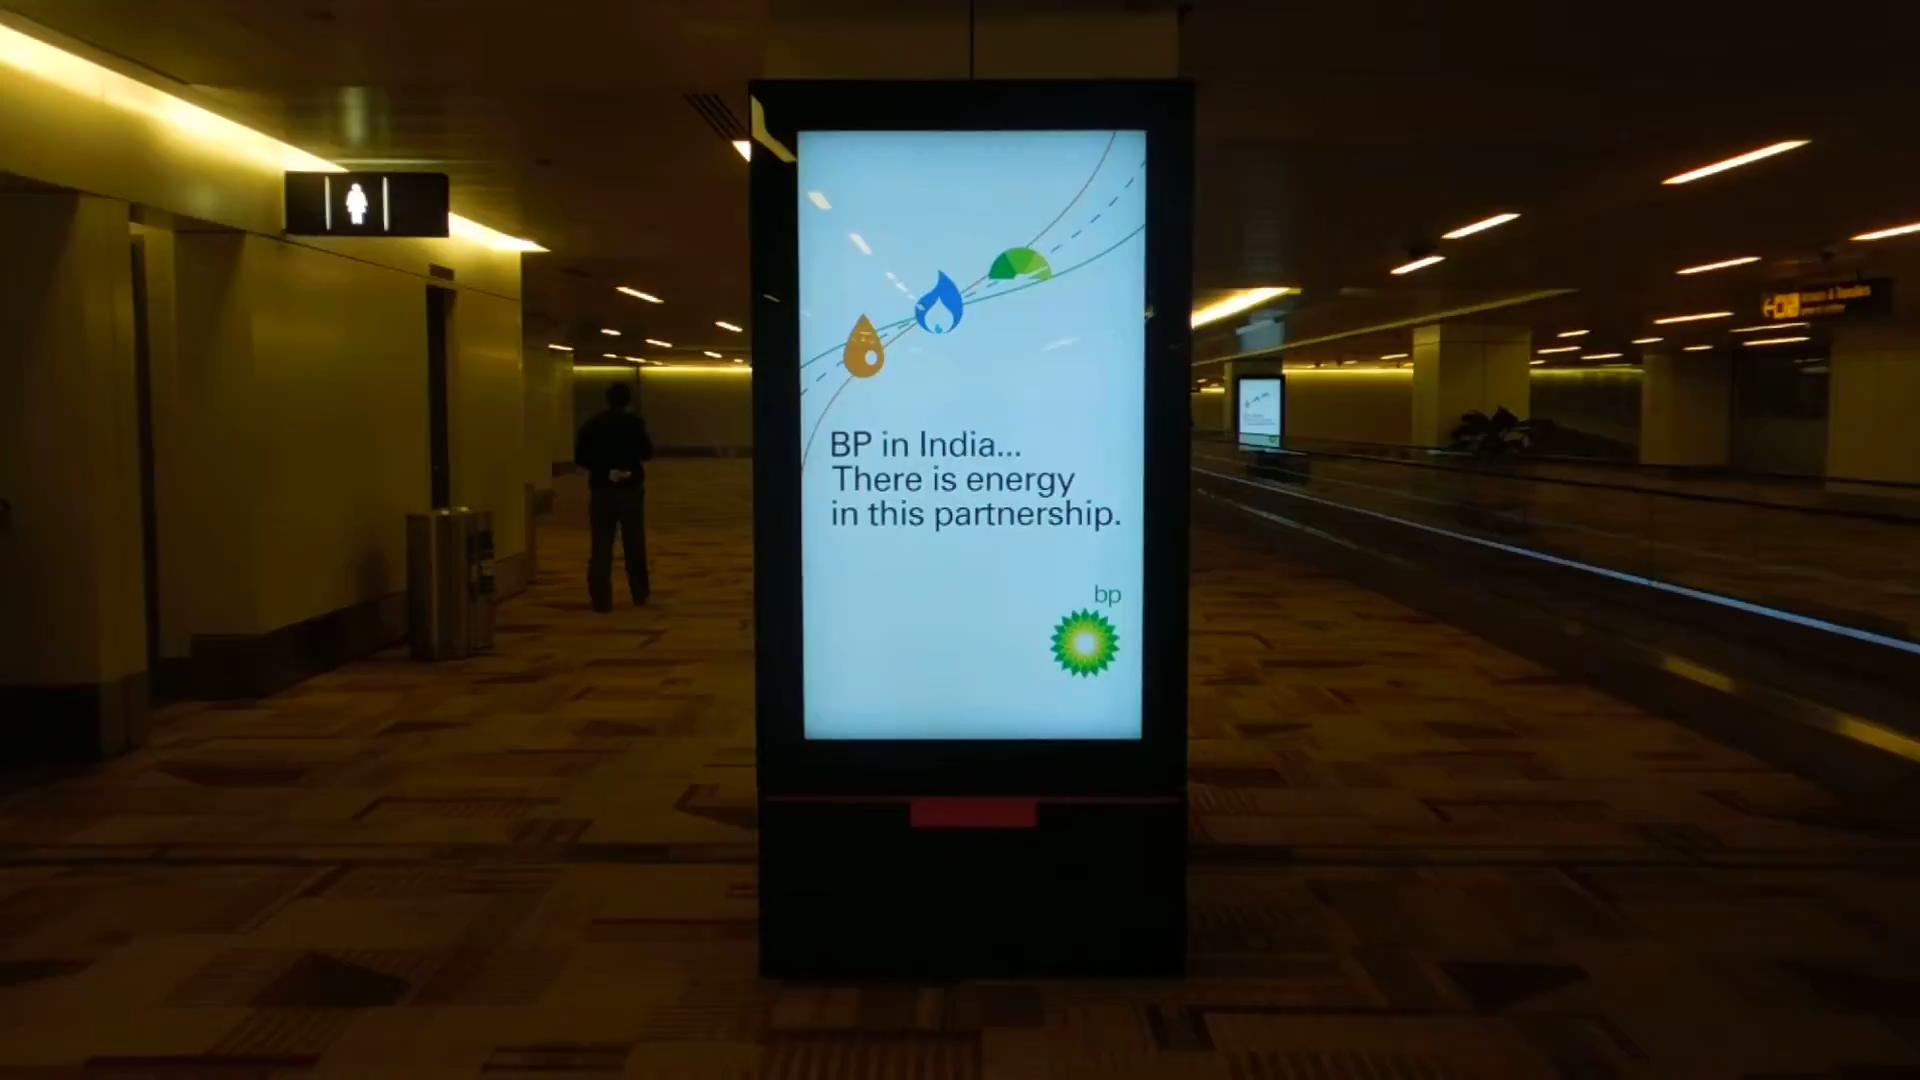 BP in India...
There is energy
in this partnership.
bp